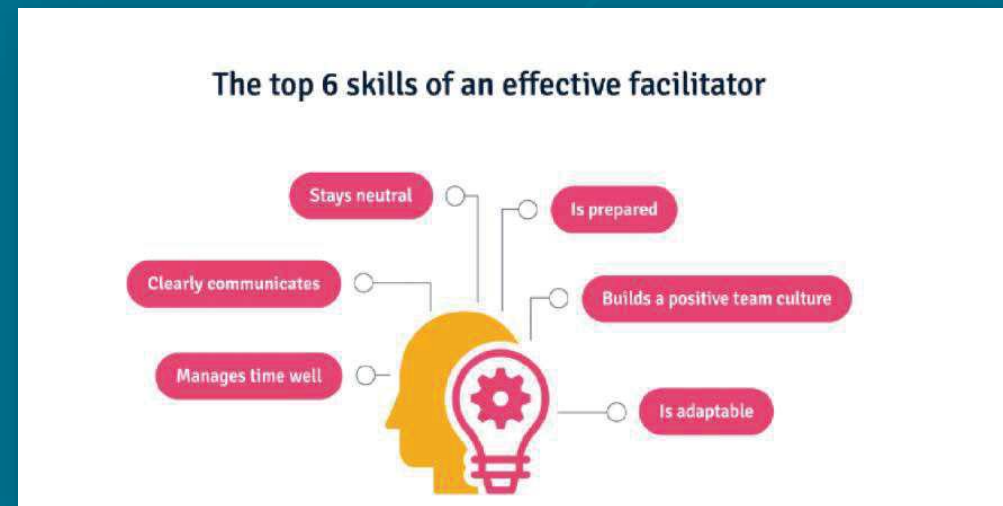 The top 6 skills of an effective facilitator
Stays neutral
Is prepared
Clearly communicates
Builds a positive team culture
Manages time well
Is adaptable